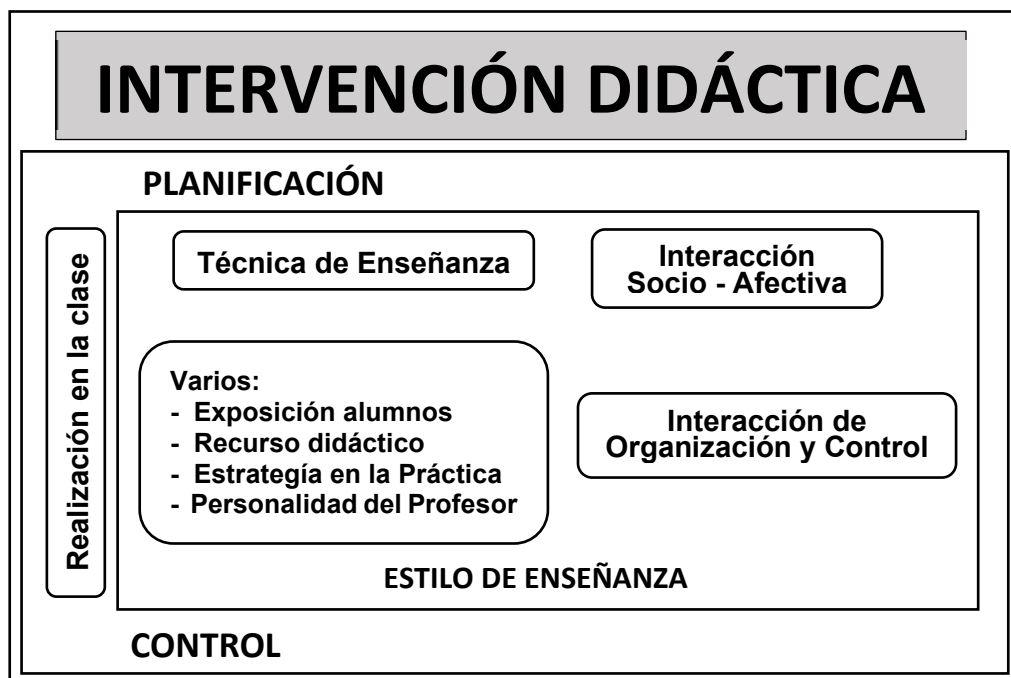 INTERVENCIÓN DIDÁCTICA
PLANIFICACIÓN
Realización en la clase
Técnica de Enseñanza
Interacción
Socio - Afectiva
Varios:
- Exposición alumnos
- Recurso didáctico
- Estrategía en la Práctica
- Personalidad del Profesor
Interacción de
Organización y Control
ESTILO DE ENSEÑANZA
CONTROL